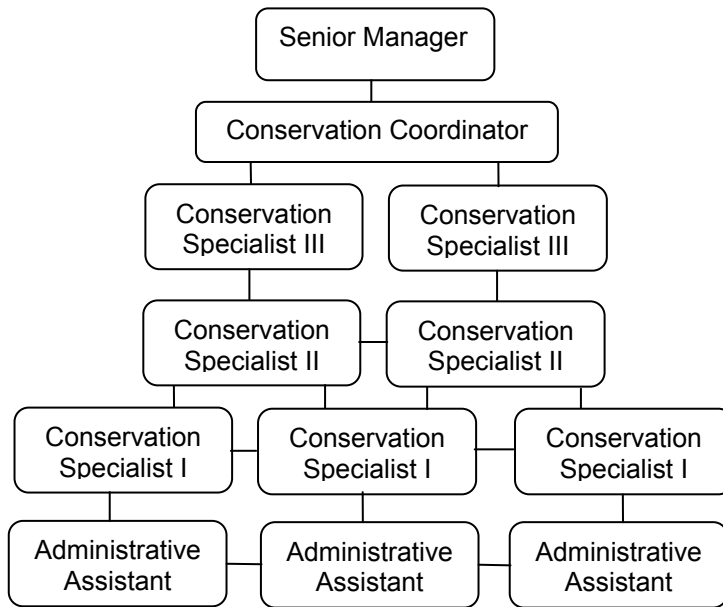 Senior Manager
Conservation Coordinator
Conservation
Specialist III
Conservation
Specialist III
Conservation
Specialist II
Conservation
Specialist II
Conservation
Specialist I
Conservation
Specialist I
Conservation
Specialist I
Administrative
Assistant
Administrative
Assistant
Administrative
Assistant